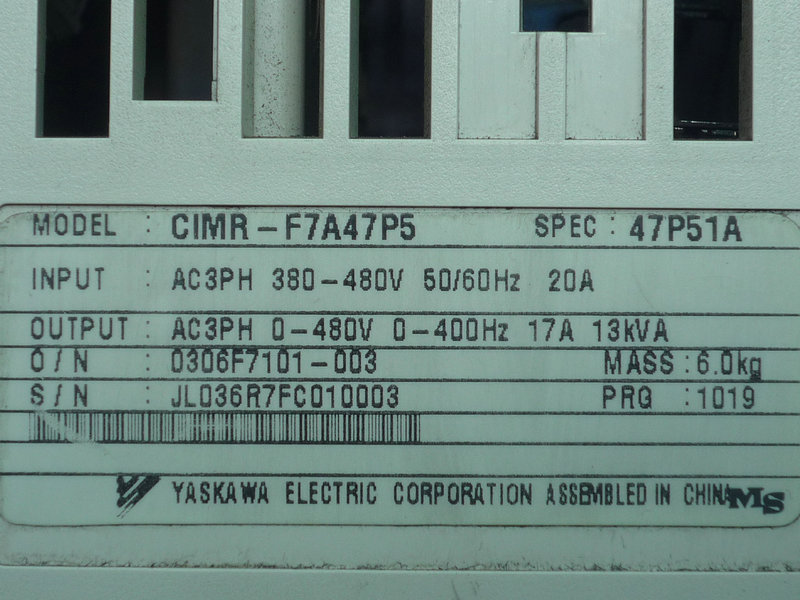 MODEL : CIMR-F7A47P5 SPEC : 47P51A
INPUT : AC3PH 380-480V 50/60Hz 20A
OUTPUT : AC3PH 0-480V 0-400Hz 17A 13kVA
O/N : 0306F7101-003 MASS : 6.0kg
S/N : JL036R7FC010003 PRG : 1019
YASKAWA ELECTRIC CORPORATION ASSEMBLED IN CHINA MS